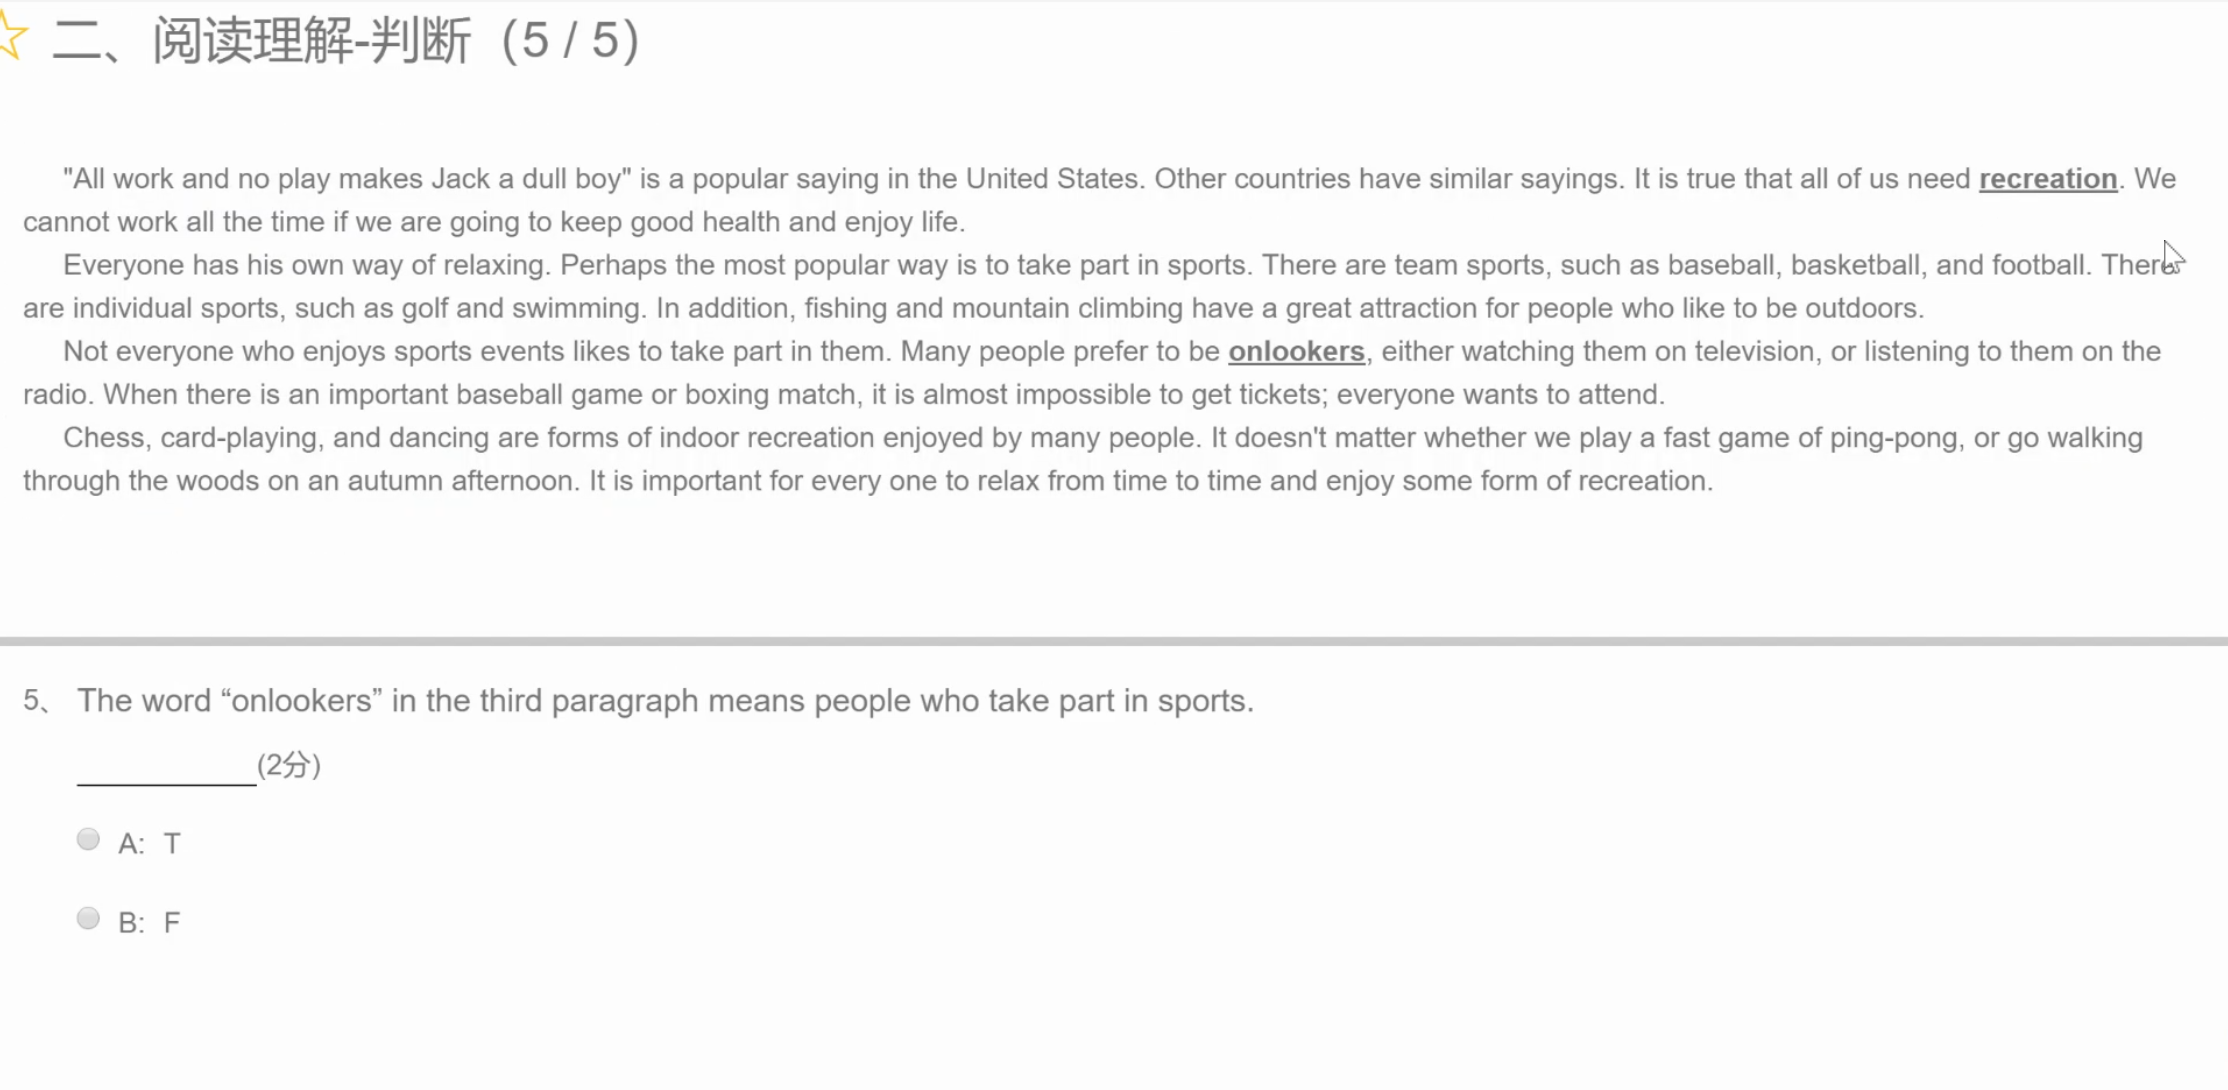 二、阅读理解-判断（5 / 5）
"All work and no play makes Jack a dull boy" is a popular saying in the United States. Other countries have similar sayings. It is true that all of us need recreation. We
cannot work all the time if we are going to keep good health and enjoy life.
Everyone has his own way of relaxing. Perhaps the most popular way is to take part in sports. There are team sports, such as baseball, basketball, and football. There
are individual sports, such as golf and swimming. In addition, fishing and mountain climbing have a great attraction for people who like to be outdoors.
Not everyone who enjoys sports events likes to take part in them. Many people prefer to be onlookers, either watching them on television, or listening to them on the
radio. When there is an important baseball game or boxing match, it is almost impossible to get tickets; everyone wants to attend.
Chess, card-playing, and dancing are forms of indoor recreation enjoyed by many people. It doesn't matter whether we play a fast game of ping-pong, or go walking
through the woods on an autumn afternoon. It is important for every one to relax from time to time and enjoy some form of recreation.
5、 The word “onlookers” in the third paragraph means people who take part in sports.
___________(2分)
A: T
B: F